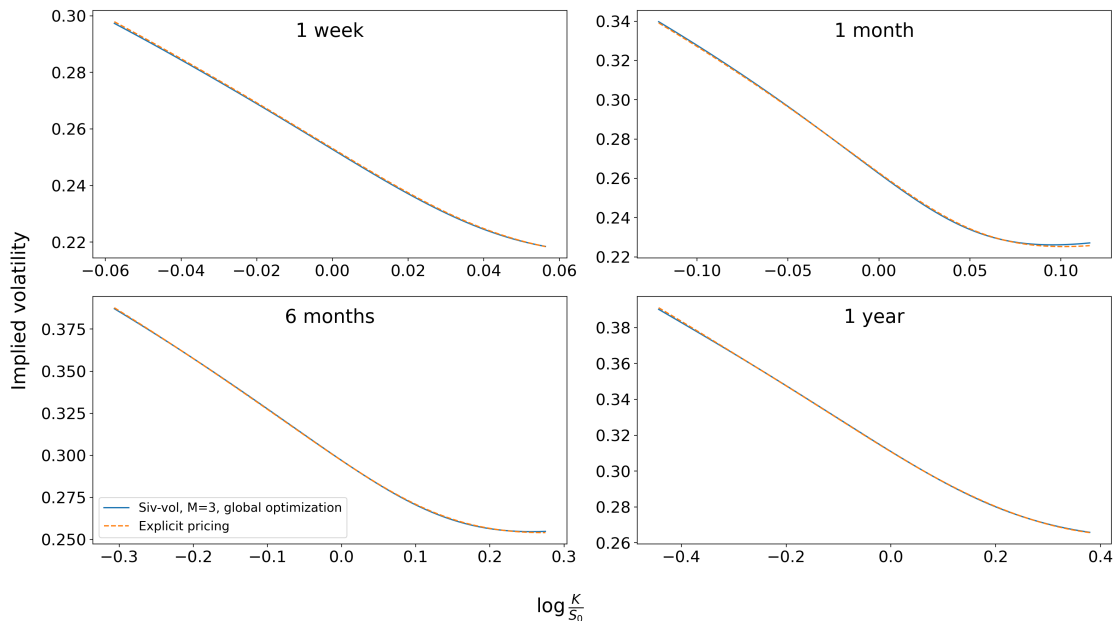 1 week
0.30
0.28
0.26
0.24
0.22
−0.06 −0.04 −0.02 0.00 0.02 0.04 0.06
1 month
0.34
0.32
0.30
0.28
0.26
0.24
0.22
−0.10 −0.05 0.00 0.05 0.10
Implied volatility
6 months
0.375
0.350
0.325
0.300
0.275
0.250
Siv-vol, M=3, global optimization
Explicit pricing
−0.3 −0.2 −0.1 0.0 0.1 0.2 0.3
1 year
0.38
0.36
0.34
0.32
0.30
0.28
0.26
−0.4 −0.2 0.0 0.2 0.4
log K/S₀